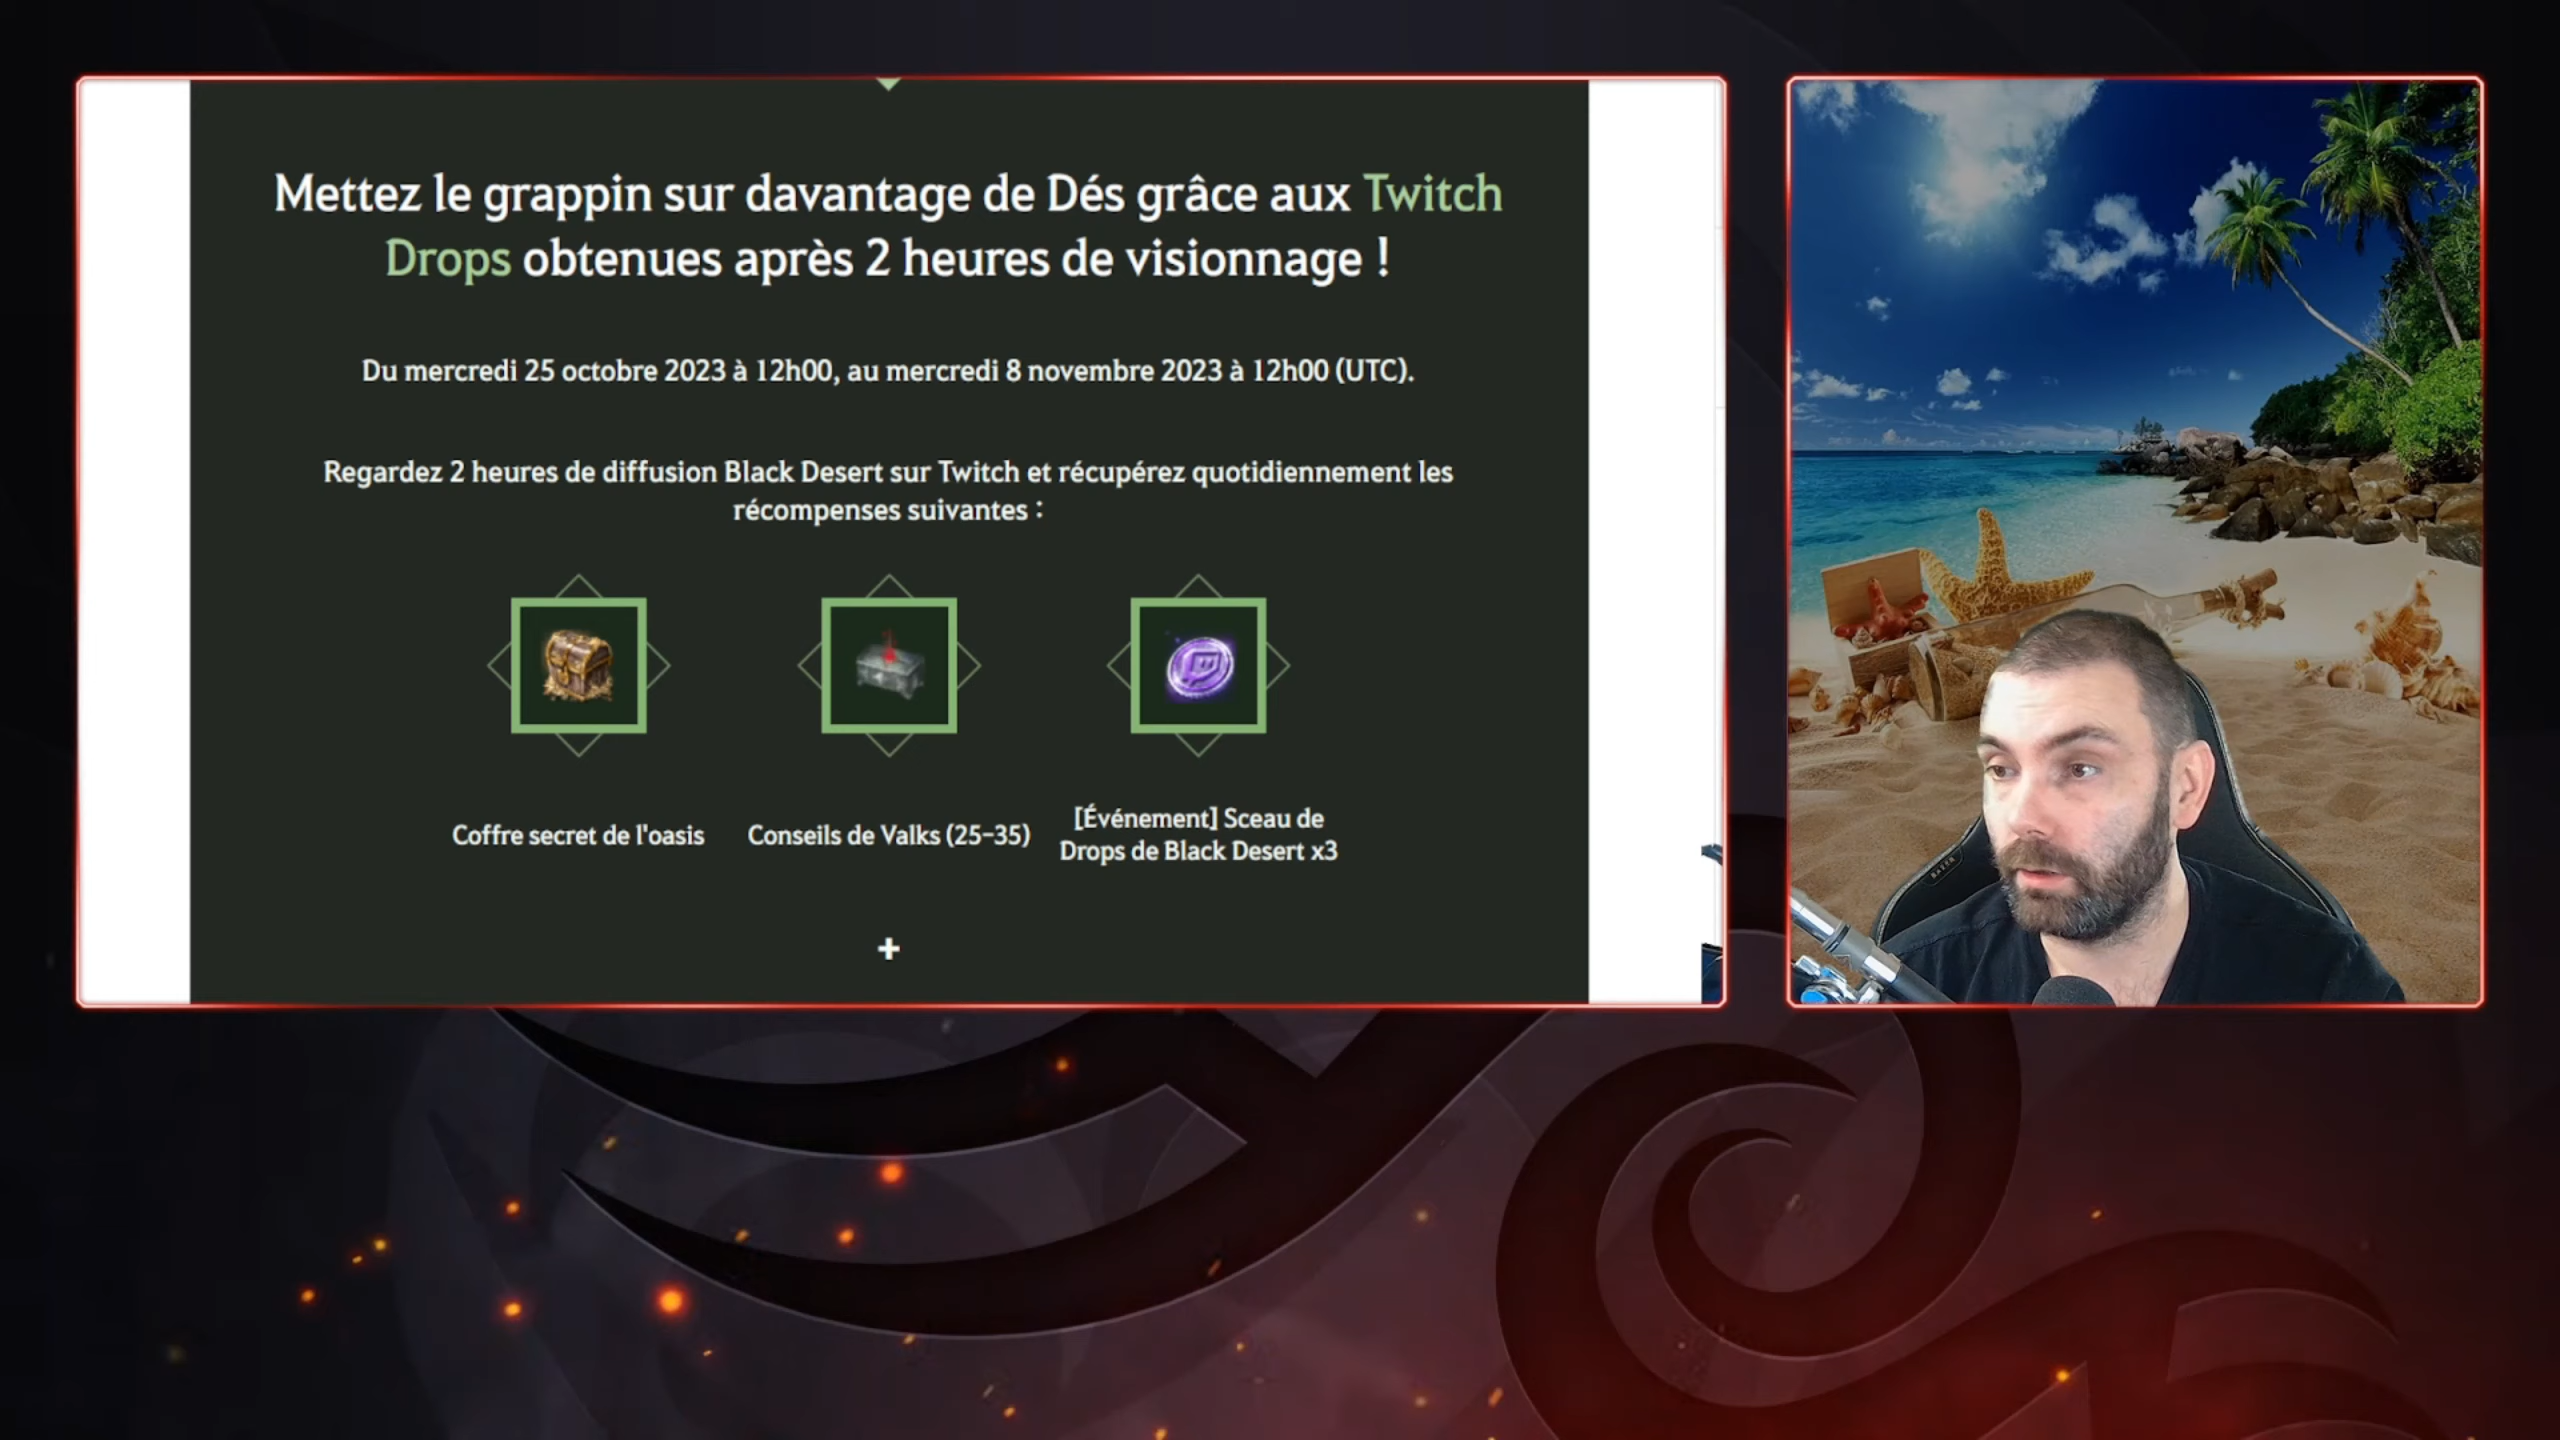 Mettez le grappin sur davantage de Dés grâce aux Twitch
Drops obtenues après 2 heures de visionnage !
Du mercredi 25 octobre 2023 à 12h00, au mercredi 8 novembre 2023 à 12h00 (UTC).
Regardez 2 heures de diffusion Black Desert sur Twitch et récupérez quotidiennement les
récompenses suivantes :
Coffre secret de l'oasis
Conseils de Valks (25-35)
[Événement] Sceau de
Drops de Black Desert x3
+